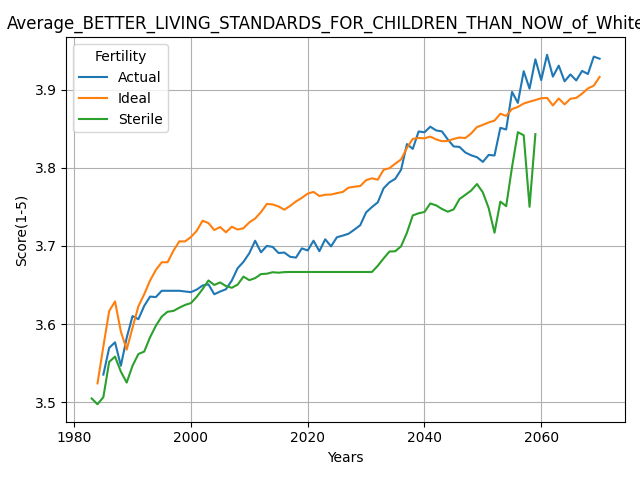 Average_BETTER_LIVING_STANDARDS_FOR_CHILDREN_THAN_NOW_of_White
Fertility
Actual
Ideal
Sterile
3.9
3.8
3.7
3.6
3.5
Score(1-5)
1980
2000
2020
2040
2060
Years